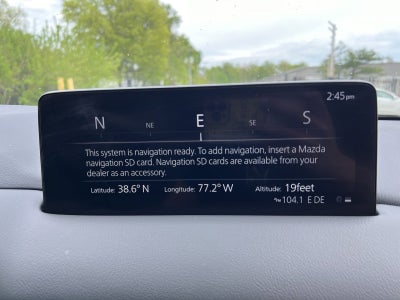 2:45pm
N NE E SE S
This system is navigation ready. To add navigation, insert a Mazda
navigation SD card. Navigation SD cards are available from your
dealer as an accessory.
Latitude: 38.6° N Longitude: 77.2° W Altitude: 19feet
104.1 E DE